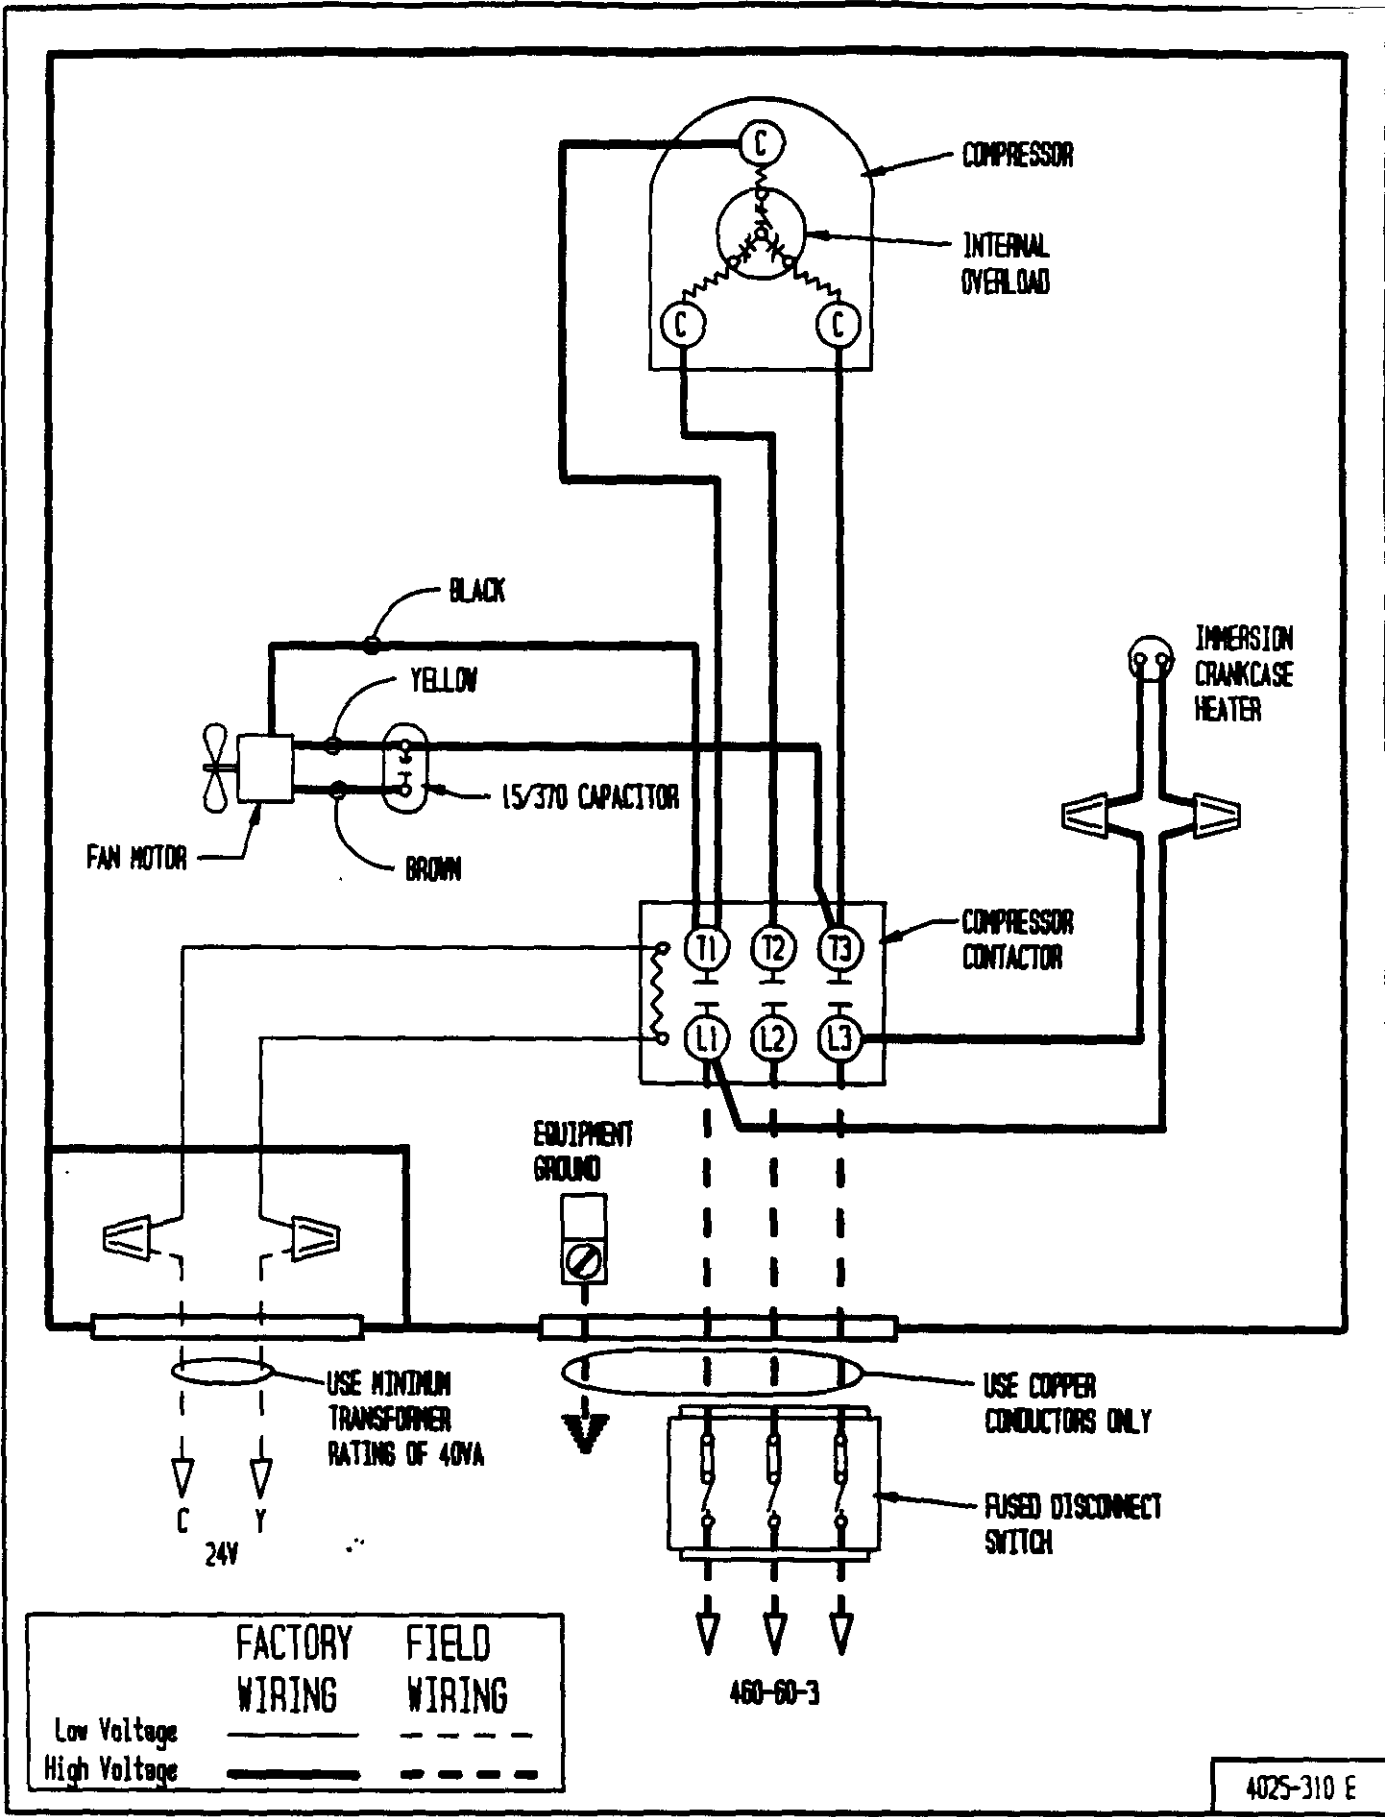 C
COMPRESSOR
INTERNAL
OVERLOAD
C
C
BLACK
YELLOW
IMMERSION
CRANKCASE
HEATER
15/370 CAPACITOR
FAN MOTOR
BROWN
COMPRESSOR
CONTACTOR
T1
T2
T3
L1
L2
L3
EQUIPMENT
GROUND
USE MINIMUM
TRANSFORMER
RATING OF 40VA
USE COPPER
CONDUCTORS ONLY
C
Y
24V
FUSED DISCONNECT
SWITCH
460-60-3
FACTORY
WIRING
FIELD
WIRING
Low Voltage
High Voltage
4025-310 E